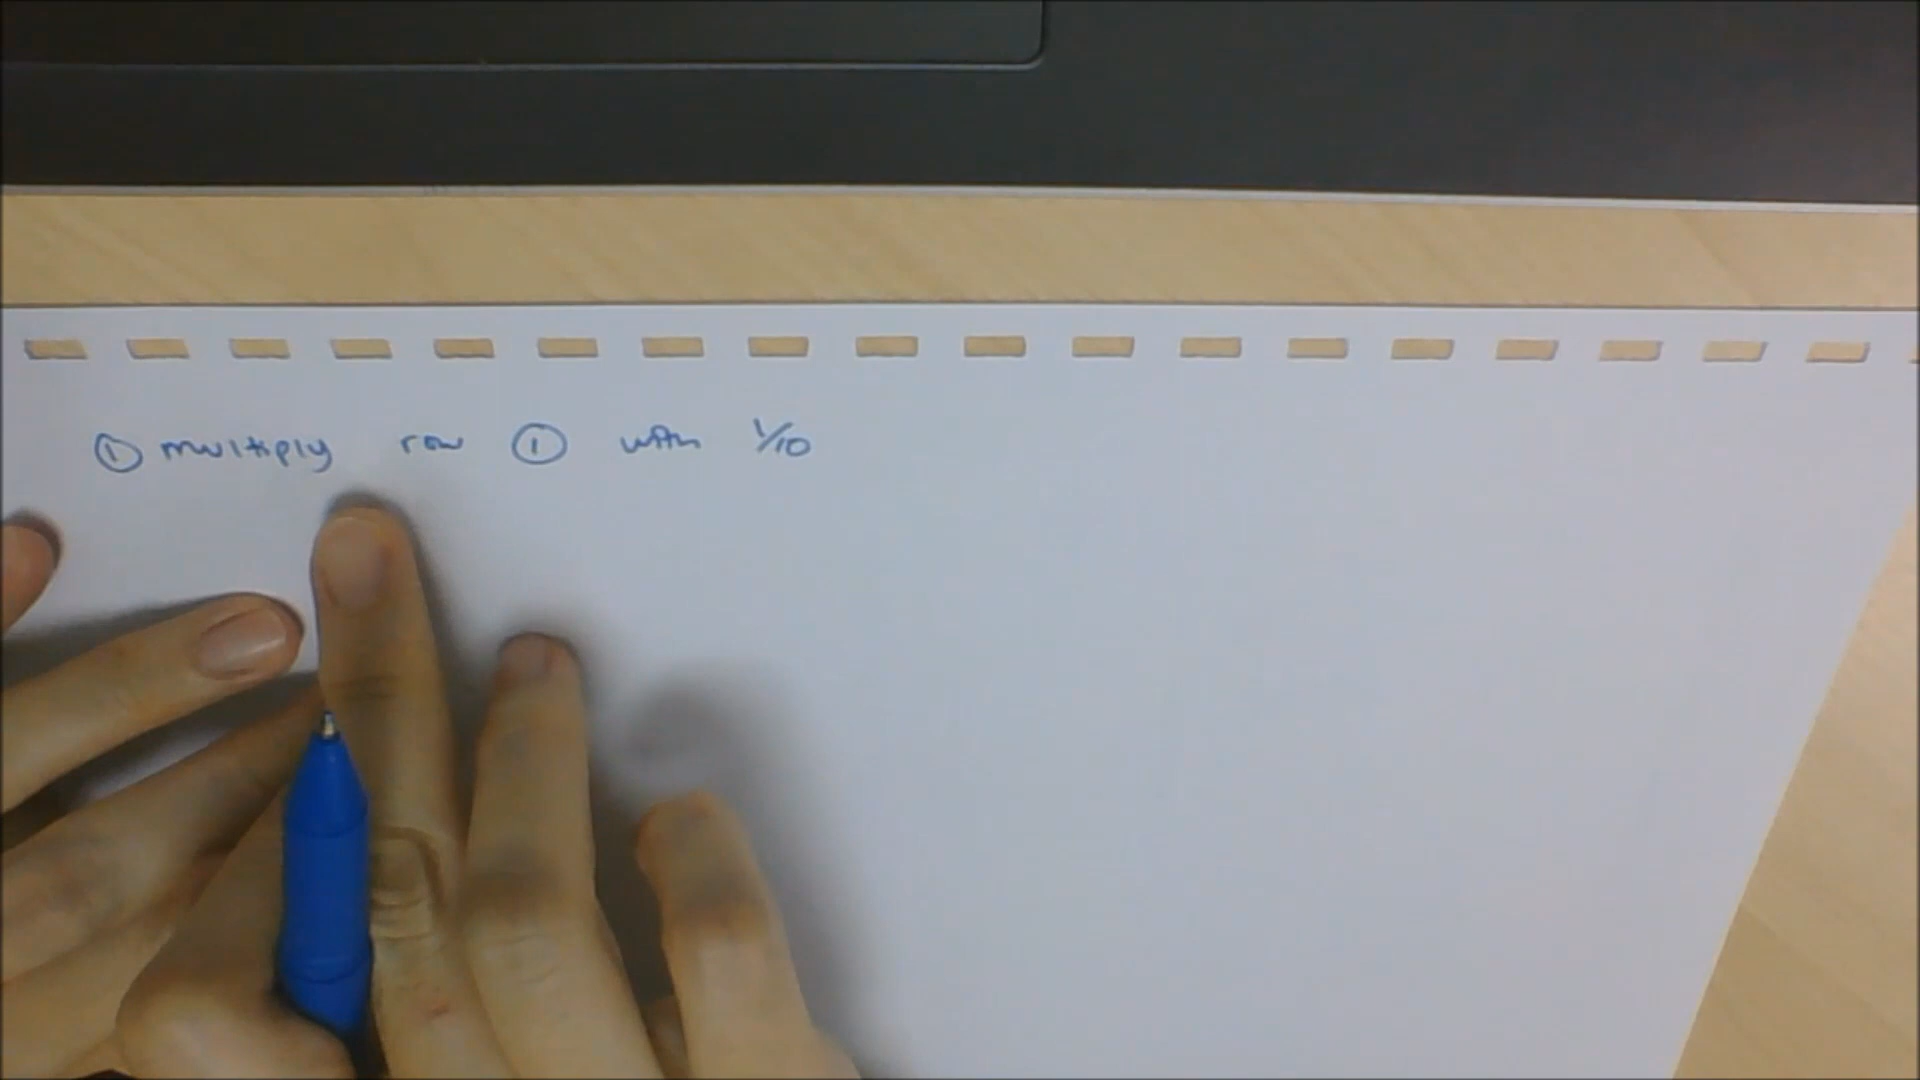 ① multiply row ① with 1/10